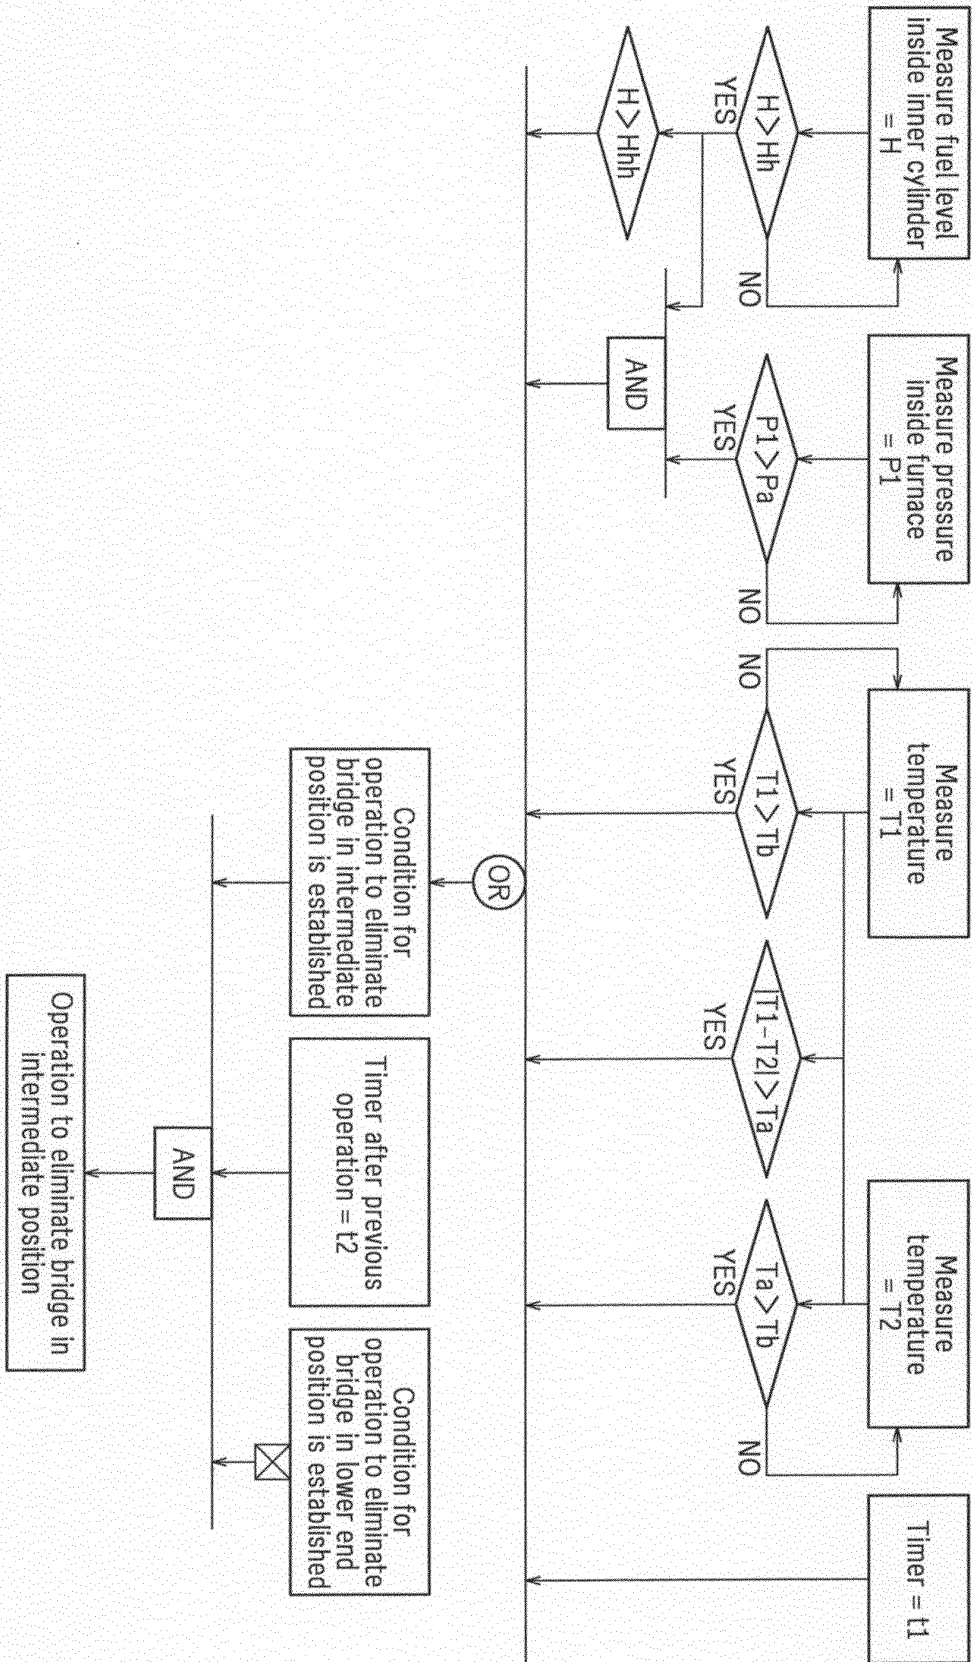 Measure fuel level
inside inner cylinder
= H
Measure pressure
inside furnace
= P1
Measure
temperature
= T1
Measure
temperature
= T2
Timer = t1
H > Hh
NO
YES
P1 > Pa
NO
YES
NO
T1 > Tb
YES
|T1-T2| > Ta
YES
Ta > Tb
NO
YES
H > Hhh
AND
OR
Condition for
operation to eliminate
bridge in intermediate
position is established
Timer after previous
operation = t2
Condition for
operation to eliminate
bridge in lower end
position is established
AND
Operation to eliminate bridge in
intermediate position